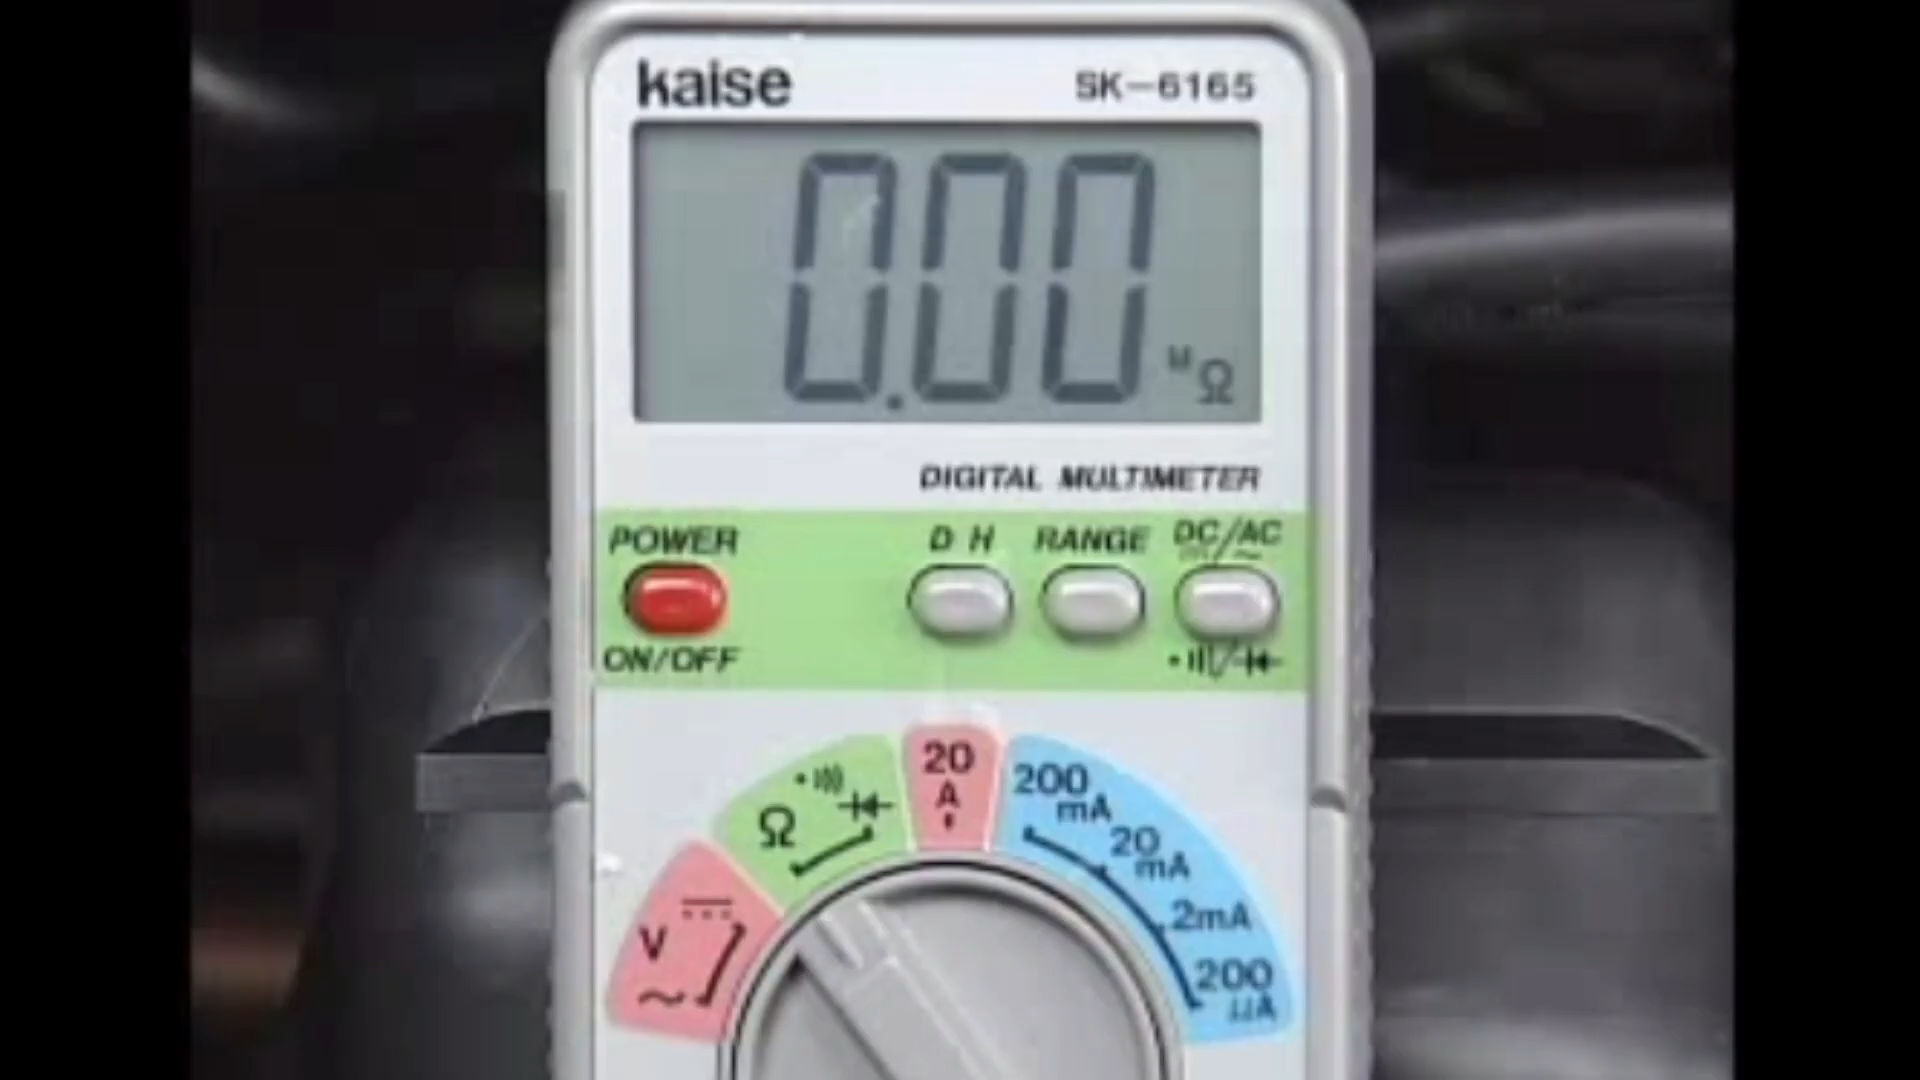 kaise SK-6165
0.00 MΩ
DIGITAL MULTIMETER
POWER D H RANGE DC/AC
ON/OFF
20
A
200
mA
20
mA
2mA
200
µA
Ω
V